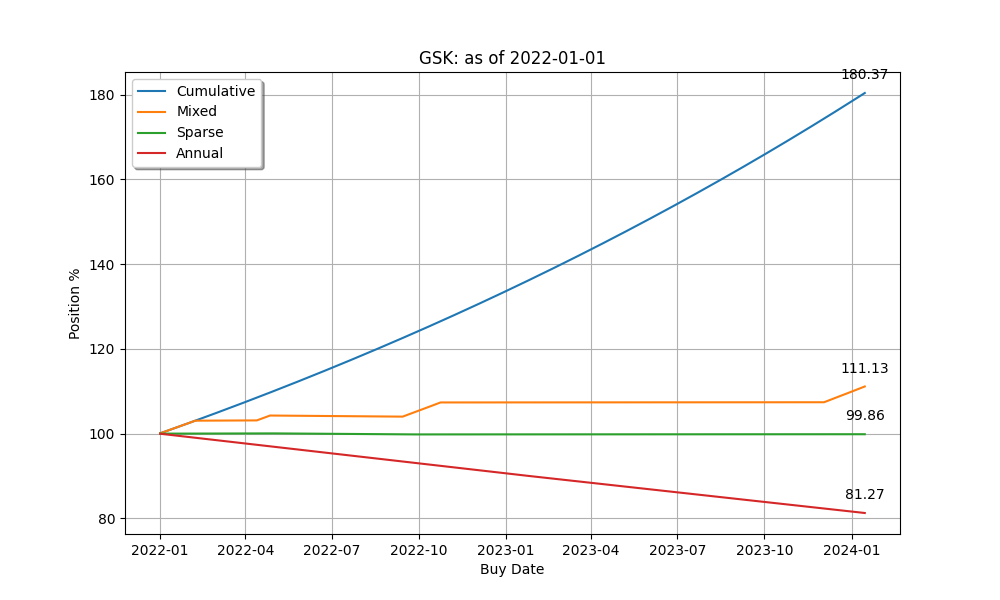 GSK: as of 2022-01-01
180.37
Cumulative
Mixed
Sparse
Annual
180
160
140
120
100
80
Position %
111.13
99.86
81.27
2022-01 2022-04 2022-07 2022-10 2023-01 2023-04 2023-07 2023-10 2024-01
Buy Date